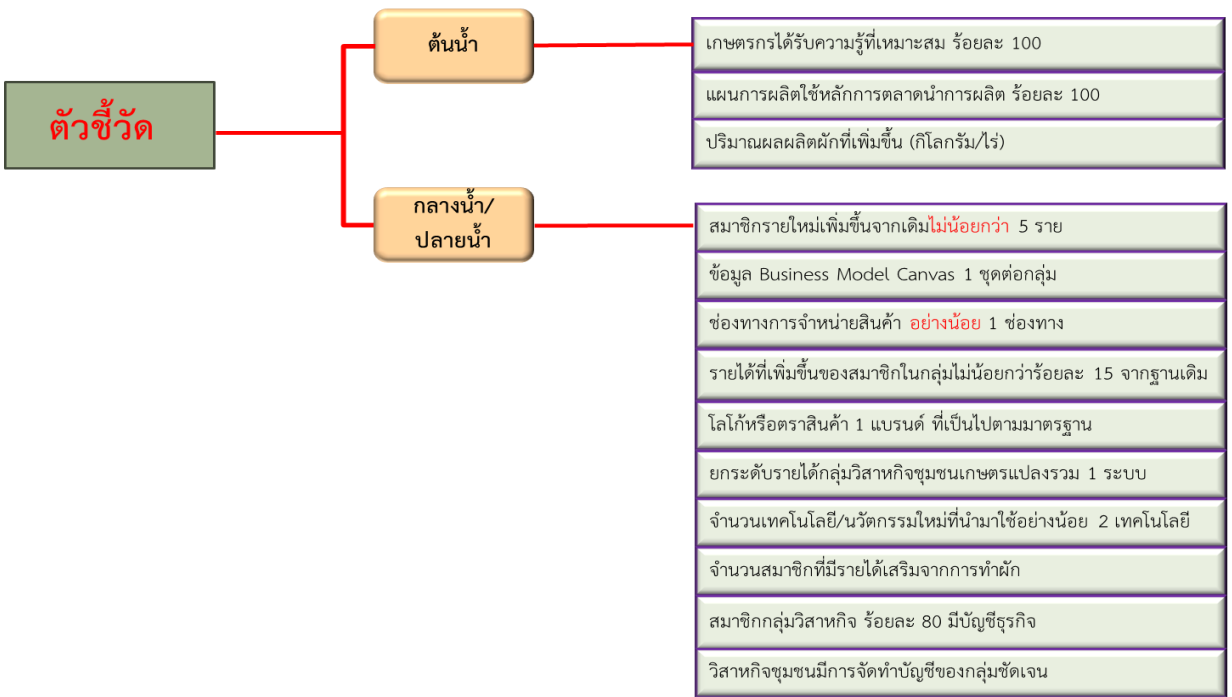 ตัวชี้วัด
ต้นน้ำ
เกษตรกรได้รับความรู้ที่เหมาะสม ร้อยละ 100
แผนการผลิตใช้หลักการตลาดนำการผลิต ร้อยละ 100
ปริมาณผลผลิตผักที่เพิ่มขึ้น (กิโลกรัม/ไร่)
กลางน้ำ/
ปลายน้ำ
สมาชิกรายใหม่เพิ่มขึ้นจากเดิมไม่น้อยกว่า 5 ราย
ข้อมูล Business Model Canvas 1 ชุดต่อกลุ่ม
ช่องทางการจำหน่ายสินค้า อย่างน้อย 1 ช่องทาง
รายได้ที่เพิ่มขึ้นของสมาชิกในกลุ่มไม่น้อยกว่าร้อยละ 15 จากฐานเดิม
โลโก้หรือตราสินค้า 1 แบรนด์ ที่เป็นไปตามมาตรฐาน
ยกระดับรายได้กลุ่มวิสาหกิจชุมชนเกษตรแปลงรวม 1 ระบบ
จำนวนเทคโนโลยี/นวัตกรรมใหม่ที่นำมาใช้อย่างน้อย 2 เทคโนโลยี
จำนวนสมาชิกที่มีรายได้เสริมจากการทำผัก
สมาชิกกลุ่มวิสาหกิจ ร้อยละ 80 มีบัญชีธุรกิจ
วิสาหกิจชุมชนมีการจัดทำบัญชีของกลุ่มชัดเจน